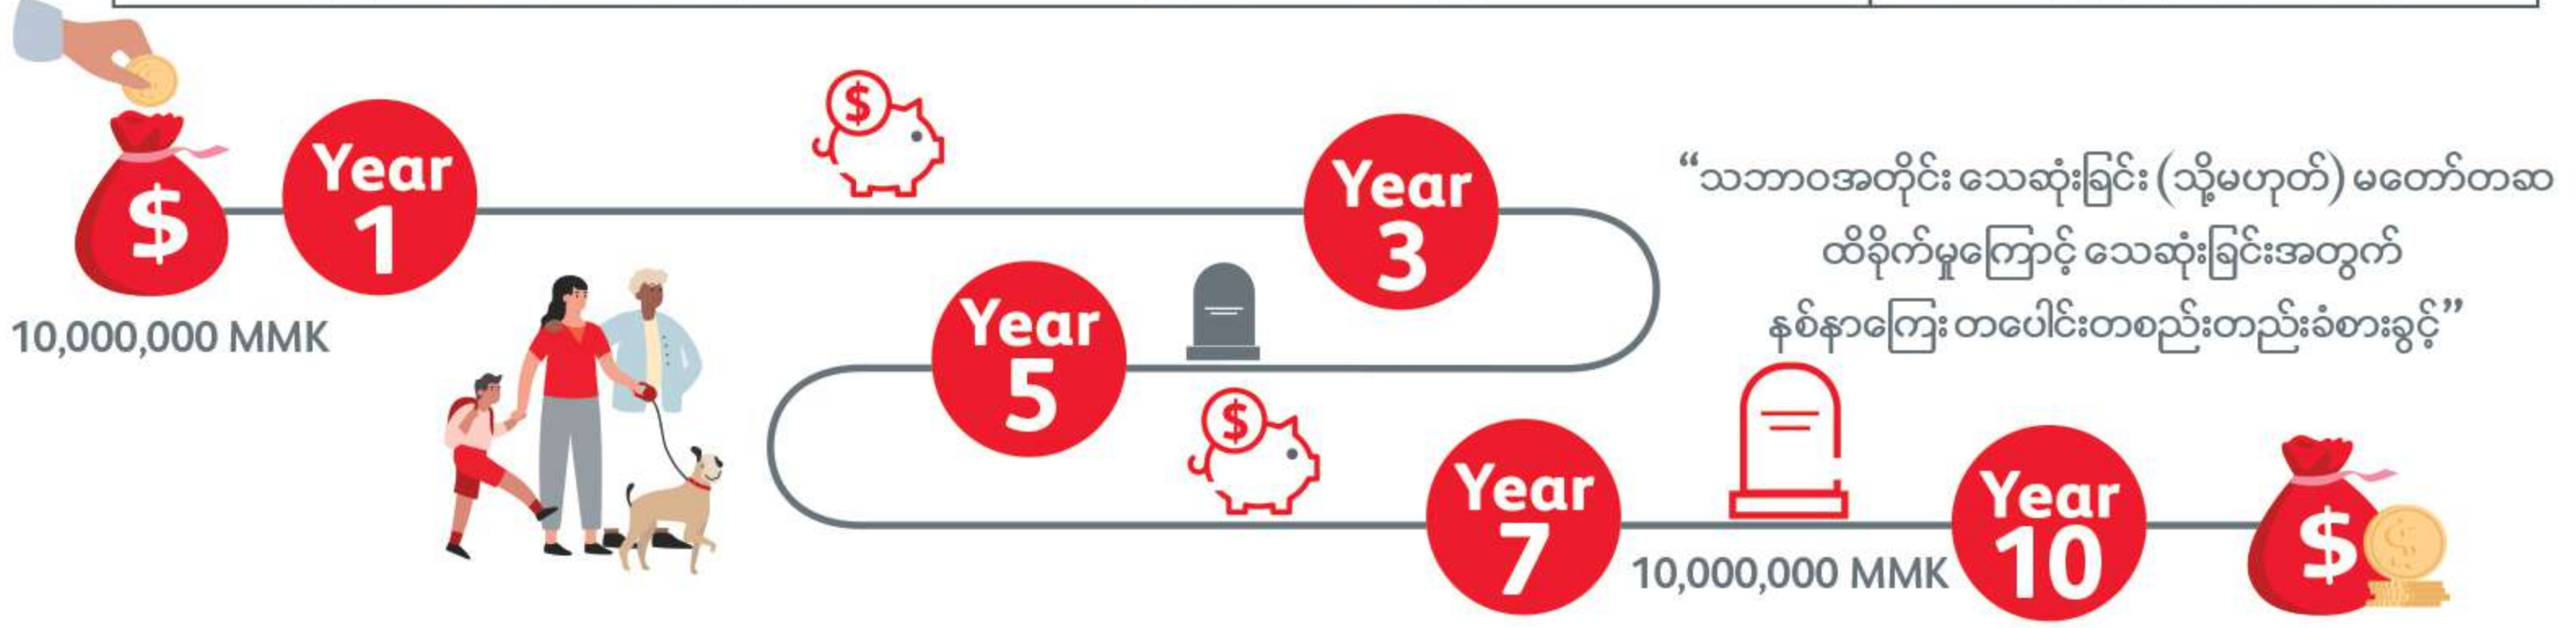 $
Year
1
$
10,000,000 MMK
Year
3
“သဘာဝအတိုင်း သေဆုံးခြင်း (သို့မဟုတ်) မတော်တဆ
ထိခိုက်မှုကြောင့် သေဆုံးခြင်းအတွက်
နစ်နာကြေး တပေါင်းတစည်းတည်းခံစားခွင့်”
Year
5
$
Year
7
10,000,000 MMK
Year
10
$